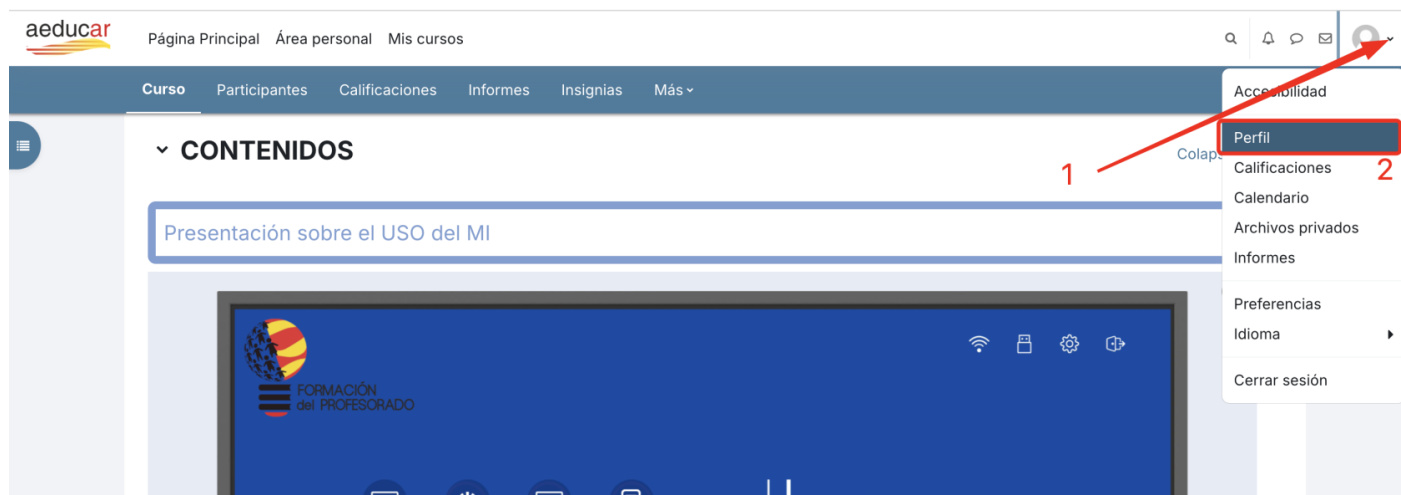 aeducar
Página Principal Área personal Mis cursos
Curso Participantes Calificaciones Informes Insignias Más
Accesibilidad
CONTENIDOS
Perfil
Colaps
1
Calificaciones
2
Calendario
Presentación sobre el USO del MI
Archivos privados
Informes
Preferencias
Idioma
Cerrar sesión
FORMACIÓN
del PROFESORADO